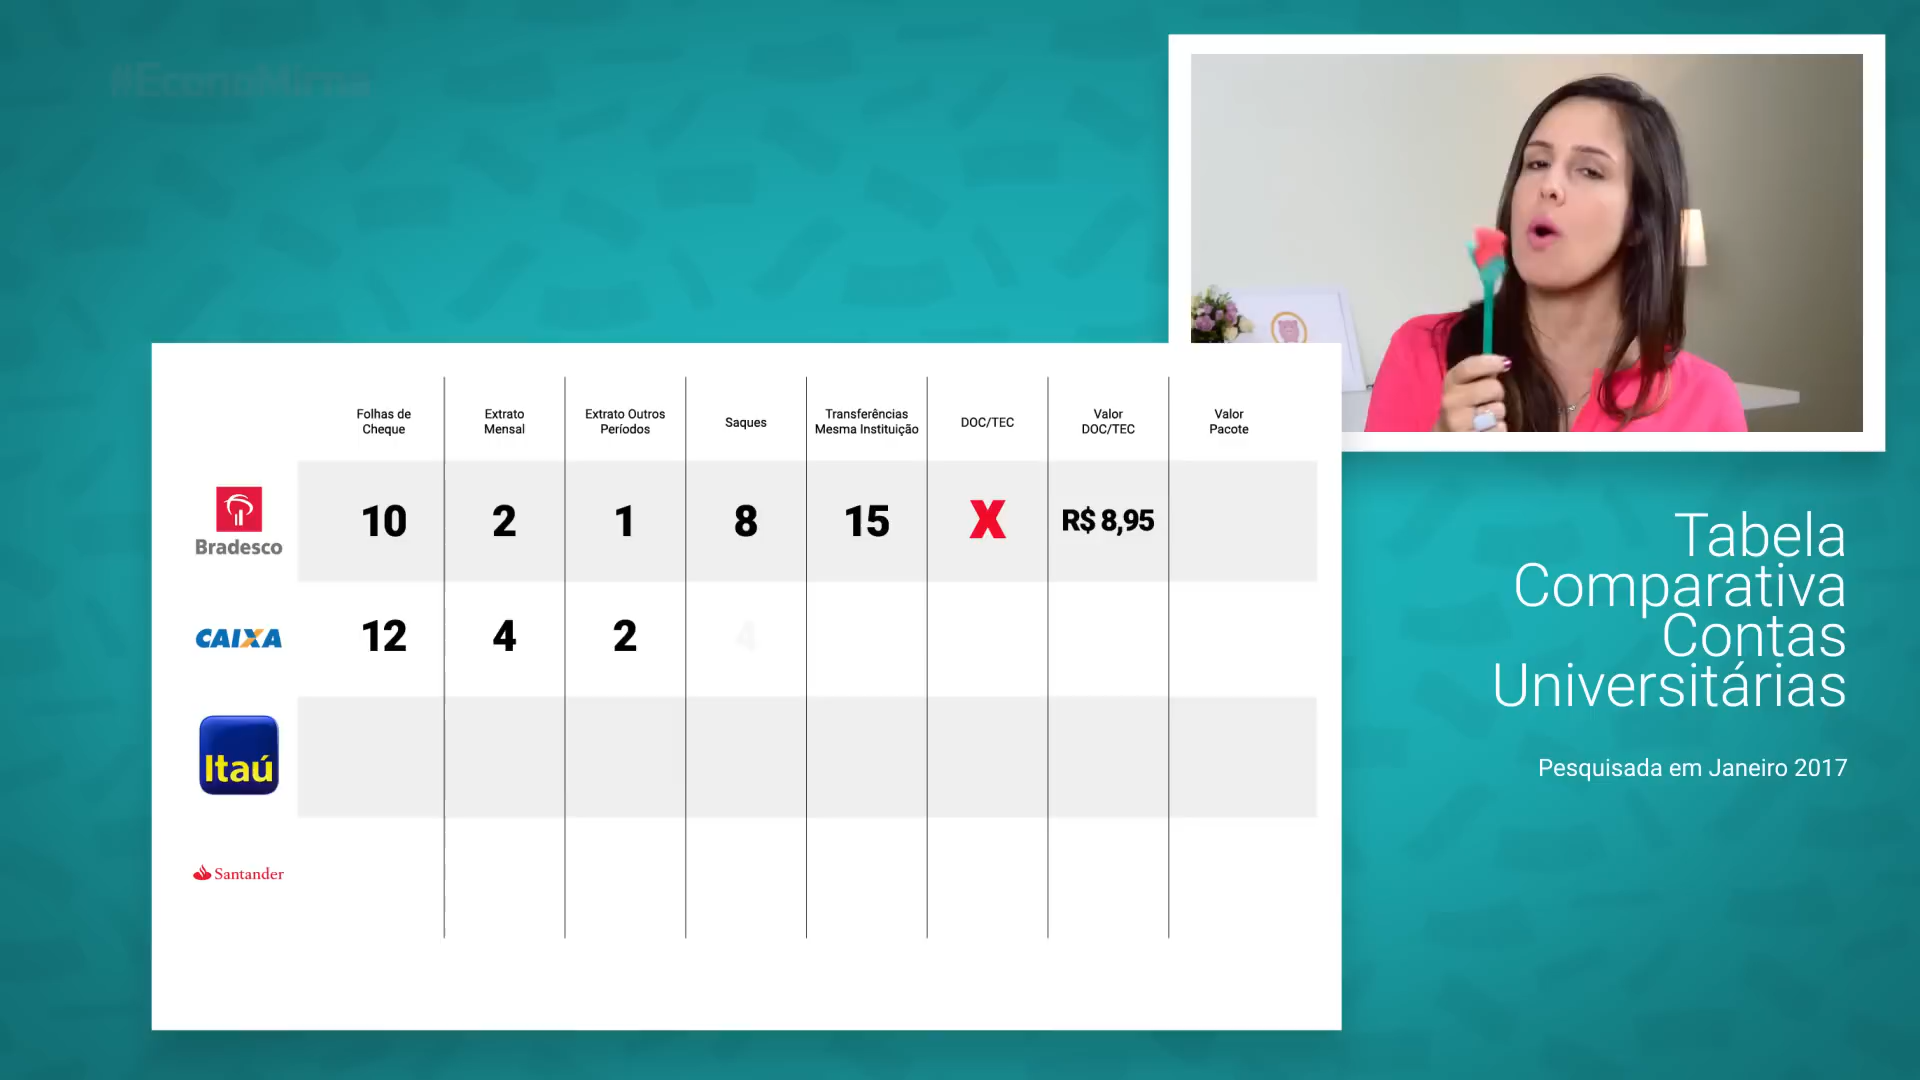 #EconoMirna
Folhas de
Cheque
Extrato
Mensal
Extrato Outros
Períodos
Saques
Transferências
Mesma Instituição
DOC/TEC
Valor
DOC/TEC
Valor
Pacote
Bradesco
10
2
1
8
15
X
R$ 8,95
CAIXA
12
4
2
4
Itaú
Santander
Tabela
Comparativa
Contas
Universitárias
Pesquisada em Janeiro 2017